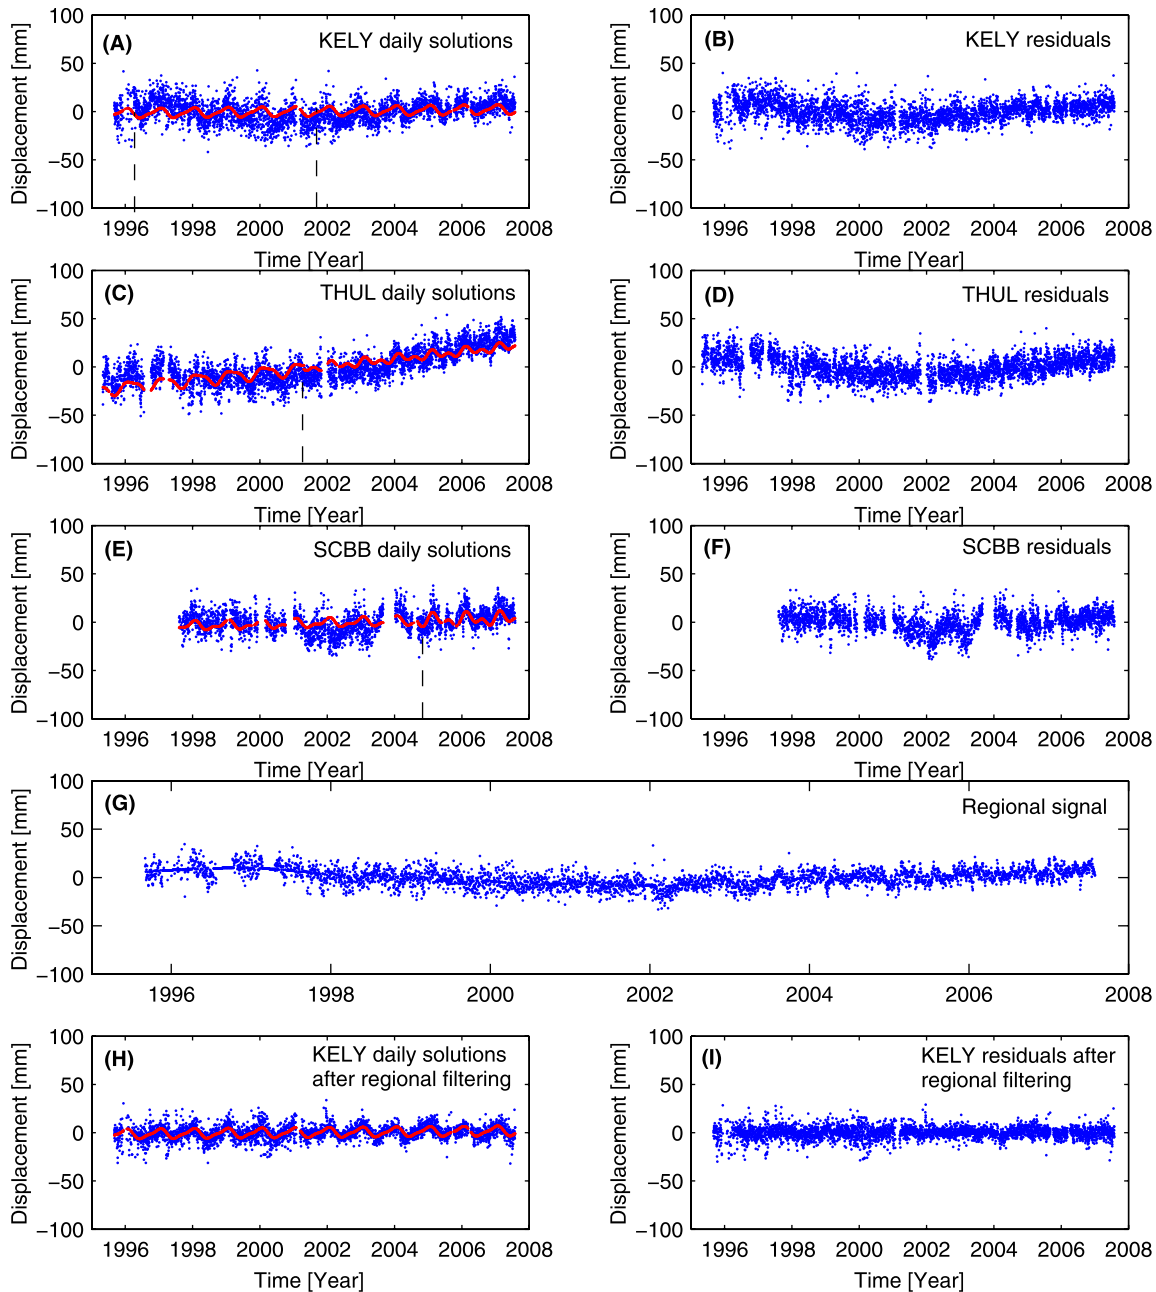 (A) KELY daily solutions
Displacement [mm]
100
50
0
−50
−100
1996 1998 2000 2002 2004 2006 2008
Time [Year]
(B) KELY residuals
Displacement [mm]
100
50
0
−50
−100
1996 1998 2000 2002 2004 2006 2008
Time [Year]
(C) THUL daily solutions
Displacement [mm]
100
50
0
−50
−100
1996 1998 2000 2002 2004 2006 2008
Time [Year]
(D) THUL residuals
Displacement [mm]
100
50
0
−50
−100
1996 1998 2000 2002 2004 2006 2008
Time [Year]
(E) SCBB daily solutions
Displacement [mm]
100
50
0
−50
−100
1996 1998 2000 2002 2004 2006 2008
Time [Year]
(F) SCBB residuals
Displacement [mm]
100
50
0
−50
−100
1996 1998 2000 2002 2004 2006 2008
Time [Year]
(G) Regional signal
Displacement [mm]
100
50
0
−50
−100
1996 1998 2000 2002 2004 2006 2008
(H) KELY daily solutions
after regional filtering
Displacement [mm]
100
50
0
−50
−100
1996 1998 2000 2002 2004 2006 2008
Time [Year]
(I) KELY residuals after
regional filtering
Displacement [mm]
100
50
0
−50
−100
1996 1998 2000 2002 2004 2006 2008
Time [Year]